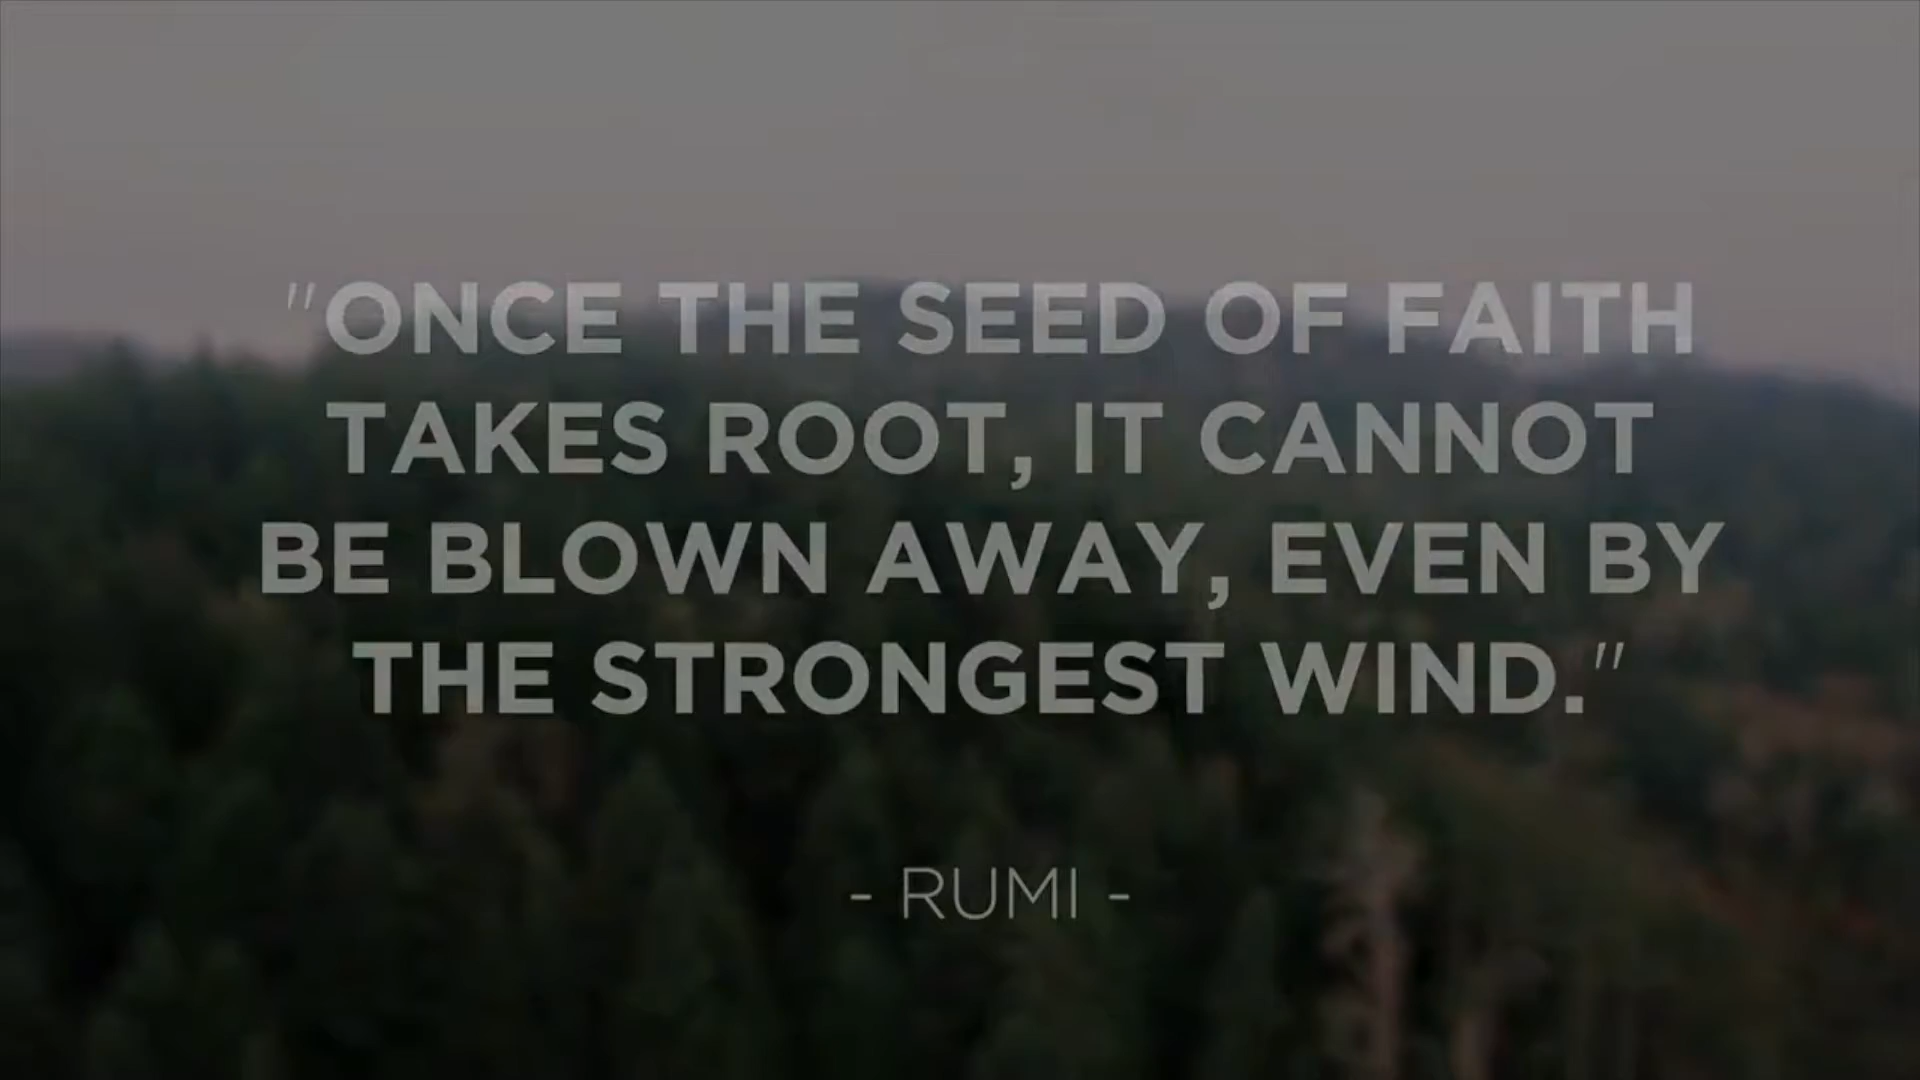 "ONCE THE SEED OF FAITH
TAKES ROOT, IT CANNOT
BE BLOWN AWAY, EVEN BY
THE STRONGEST WIND."
- RUMI -